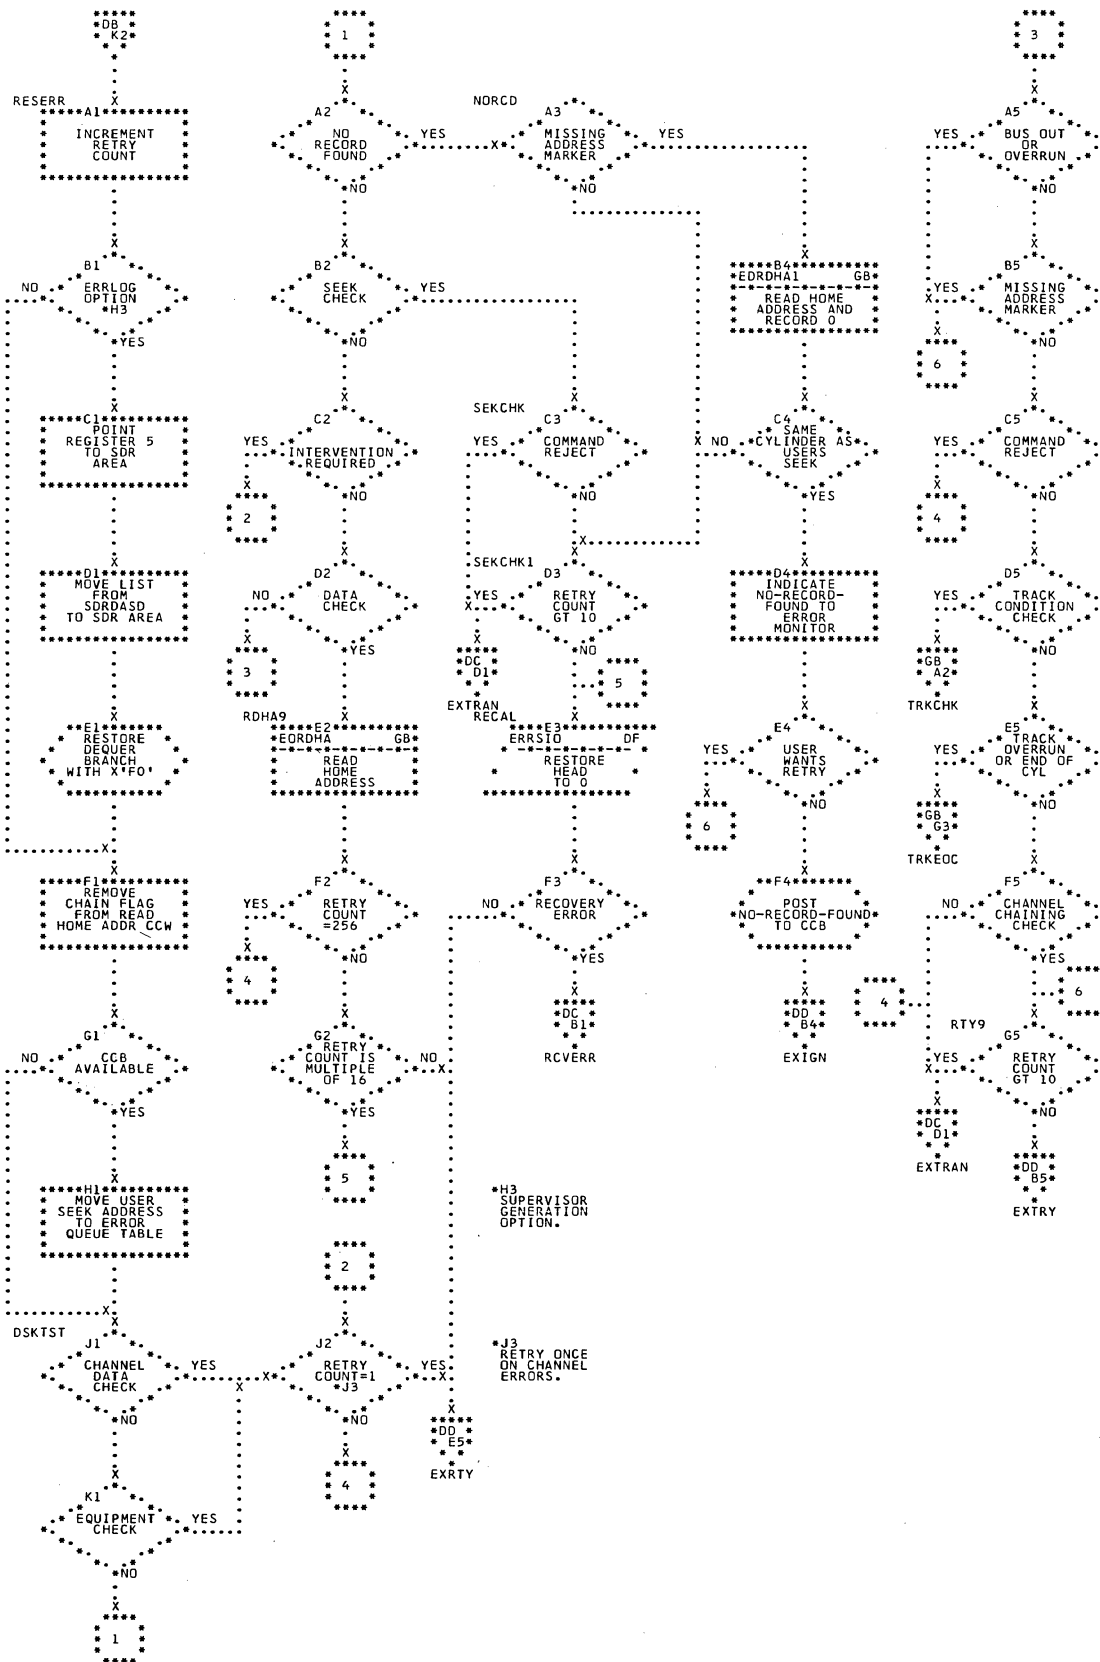 DB
K2
RESERR
A1
INCREMENT
RETRY
COUNT
B1
NO
ERRLOG
OPTION
*H3
YES
C1
POINT
REGISTER 5
TO SDR
AREA
D1
MOVE LIST
FROM
SDRDASD
TO SDR AREA
E1
RESTORE
DEQUER
BRANCH
WITH X'F0'
F1
REMOVE
CHAIN FLAG
FROM READ
HOME ADDR CCW
G1
NO
CCB
AVAILABLE
YES
H1
MOVE USER
SEEK ADDRESS
TO ERROR
QUEUE TABLE
DSKTST
J1
CHANNEL
DATA
CHECK
YES
NO
K1
EQUIPMENT
CHECK
YES
NO
1
1
A2
NO
RECORD
FOUND
YES
NO
B2
SEEK
CHECK
YES
NO
C2
YES
INTERVENTION
REQUIRED
NO
2
D2
NO
DATA
CHECK
YES
3
RDHA9
E2
EORDHA GB
READ
HOME
ADDRESS
F2
YES
RETRY
COUNT
=256
NO
4
G2
RETRY
COUNT IS
MULTIPLE
OF 16
NO
YES
5
2
J2
RETRY
COUNT=1
*J3
YES
NO
4
DD
E5
EXRTY
NORCD
A3
MISSING
ADDRESS
MARKER
YES
NO
SEKCHK
C3
YES
COMMAND
REJECT
NO
SEKCHK1
D3
YES
RETRY
COUNT
GT 10
NO
DC
D1
EXTRAN
5
RECAL
E3
ERRSIO DF
RESTORE
HEAD
TO 0
F3
NO
RECOVERY
ERROR
YES
DC
B1
RCVERR
*H3
SUPERVISOR
GENERATION
OPTION.
*J3
RETRY ONCE
ON CHANNEL
ERRORS.
B4
EDRDHA1 GB
READ HOME
ADDRESS AND
RECORD 0
C4
NO
SAME
CYLINDER AS
USERS
SEEK
YES
D4
INDICATE
NO-RECORD-
FOUND TO
ERROR
MONITOR
E4
YES
USER
WANTS
RETRY
NO
6
F4
POST
NO-RECORD-FOUND
TO CCB
DD
B4
EXIGN
3
A5
YES
BUS OUT
OR
OVERRUN
NO
B5
YES
MISSING
ADDRESS
MARKER
NO
6
C5
YES
COMMAND
REJECT
NO
4
D5
YES
TRACK
CONDITION
CHECK
NO
GB
A2
TRKCHK
E5
YES
TRACK
OVERRUN
OR END OF
CYL
NO
GB
G3
TRKEOC
F5
NO
CHANNEL
CHAINING
CHECK
YES
4
6
RTY9
G5
YES
RETRY
COUNT
GT 10
NO
DC
D1
EXTRAN
DD
B5
EXTRY